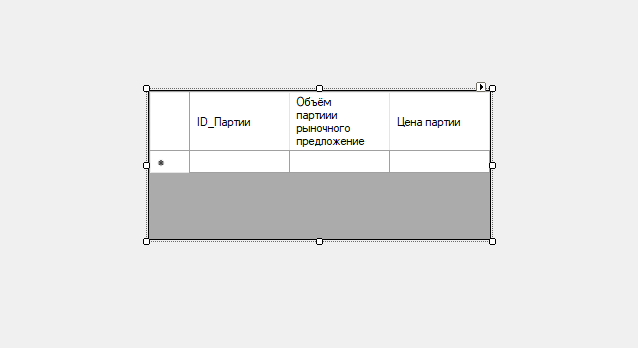 ID_Партии
Объём
партиии
рыночного
предложение
Цена партии